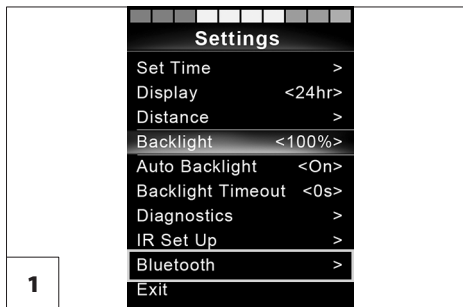 Settings
Set Time >
Display <24hr>
Distance >
Backlight <100%>
Auto Backlight <On>
Backlight Timeout <0s>
Diagnostics >
IR Set Up >
Bluetooth >
Exit
1